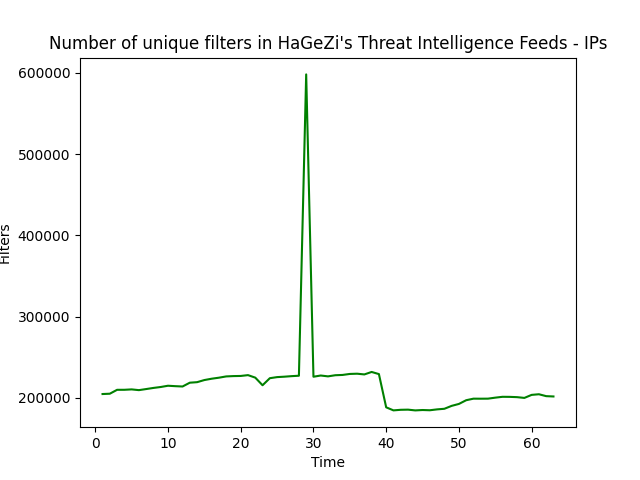 Number of unique filters in HaGeZi's Threat Intelligence Feeds - IPs
600000
500000
400000
300000
200000
Filters
0 10 20 30 40 50 60
Time